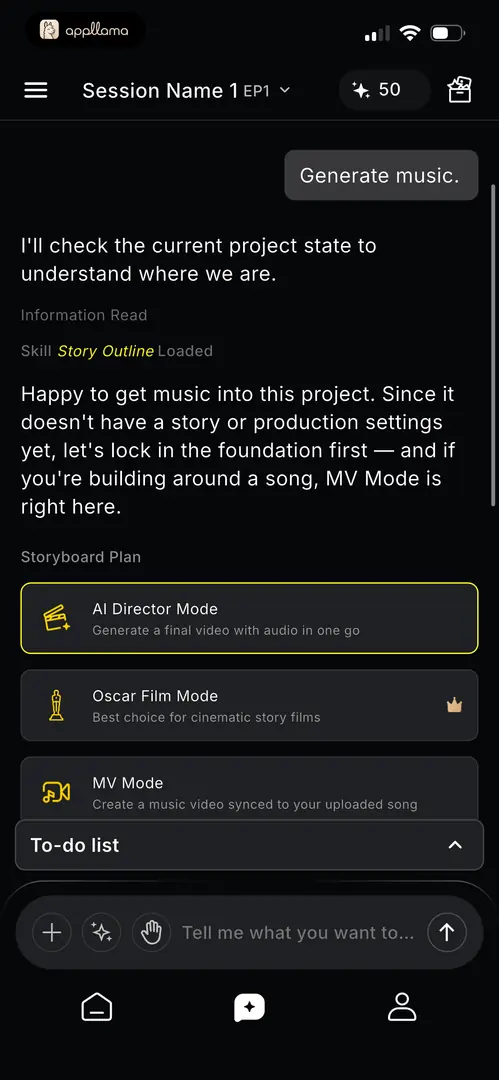 appllama
Session Name 1 EP1
50
Generate music.
I'll check the current project state to
understand where we are.
Information Read
Skill Story Outline Loaded
Happy to get music into this project. Since it
doesn't have a story or production settings
yet, let's lock in the foundation first — and if
you're building around a song, MV Mode is
right here.
Storyboard Plan
AI Director Mode
Generate a final video with audio in one go
Oscar Film Mode
Best choice for cinematic story films
MV Mode
Create a music video synced to your uploaded song
To-do list
Tell me what you want to...